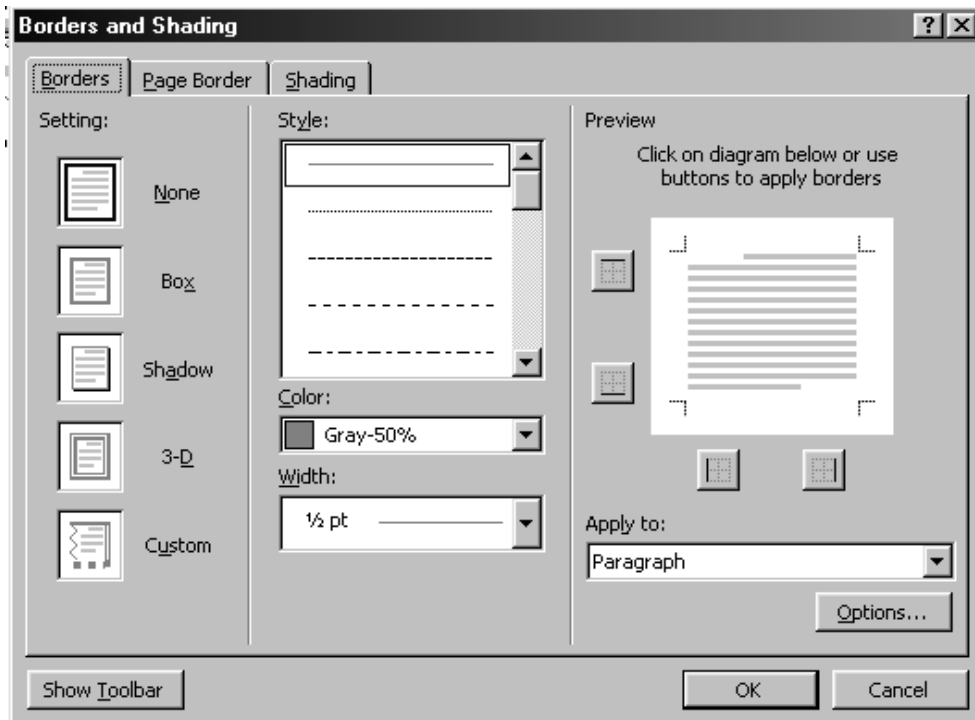 Borders and Shading
Borders
Page Border
Shading
Setting:
None
Box
Shadow
3-D
Custom
Style:
Color:
Gray-50%
Width:
½ pt
Preview
Click on diagram below or use
buttons to apply borders
Apply to:
Paragraph
Options...
Show Toolbar
OK
Cancel